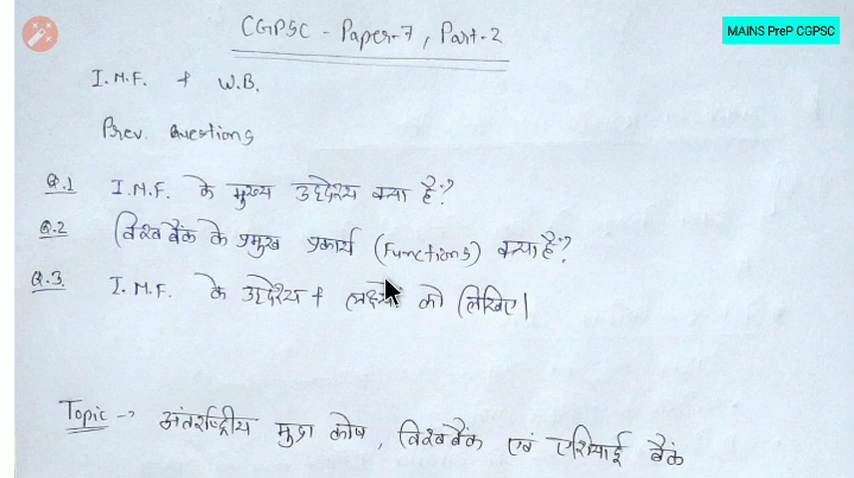 CGPSC - Paper-7, Part-2
MAINS PreP CGPSC
I.M.F. & W.B.
Prev. Questions
Q.1 I.M.F. के मुख्य उद्देश्य क्या है?
Q.2 विश्व बैंक के प्रमुख प्रकार्य (Functions) क्या है?
Q.3. I.M.F. के उद्देश्य & को लिखिए।
Topic → अंतर्राष्ट्रीय मुद्रा कोष, विश्व बैंक एवं एशियाई बैंक